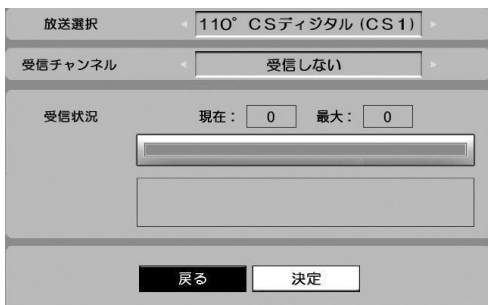 放送選択 110° CSディジタル(CS1)
受信チャンネル 受信しない
受信状況 現在: 0 最大: 0
戻る 決定